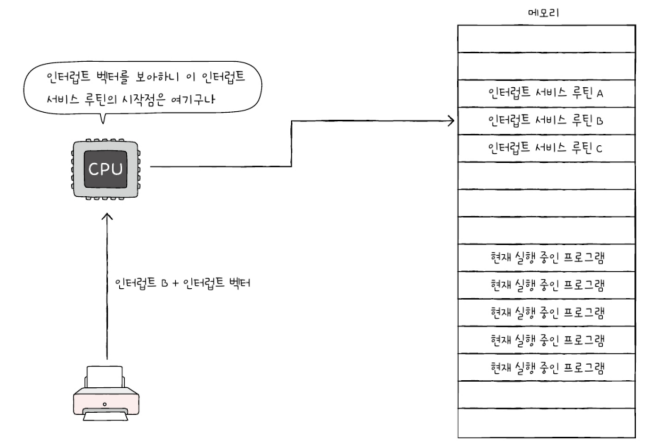 메모리
인터럽트 벡터를 보아하니 이 인터럽트
서비스 루틴의 시작점은 여기구나
CPU
인터럽트 B + 인터럽트 벡터
인터럽트 서비스 루틴 A
인터럽트 서비스 루틴 B
인터럽트 서비스 루틴 C
현재 실행 중인 프로그램
현재 실행 중인 프로그램
현재 실행 중인 프로그램
현재 실행 중인 프로그램
현재 실행 중인 프로그램